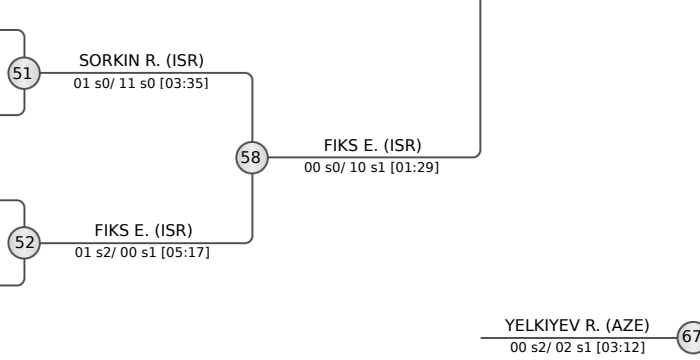 SORKIN R. (ISR)
51
01 s0/ 11 s0 [03:35]
FIKS E. (ISR)
58
00 s0/ 10 s1 [01:29]
FIKS E. (ISR)
52
01 s2/ 00 s1 [05:17]
YELKIYEV R. (AZE)
67
00 s2/ 02 s1 [03:12]